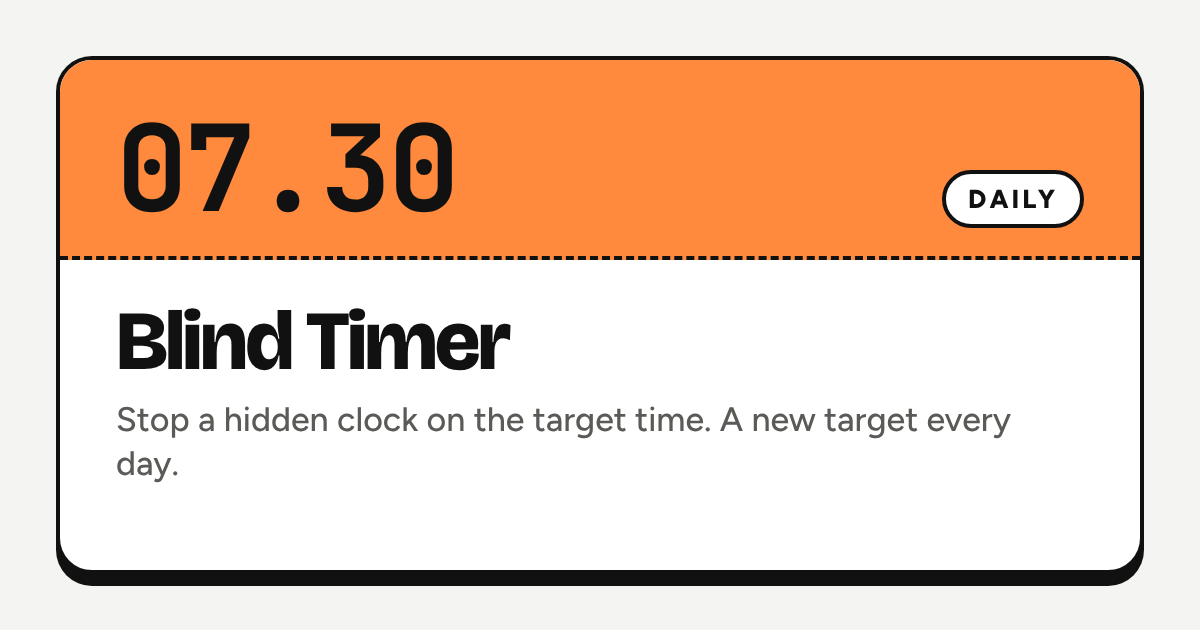 07.30
DAILY
Blind Timer
Stop a hidden clock on the target time. A new target every
day.